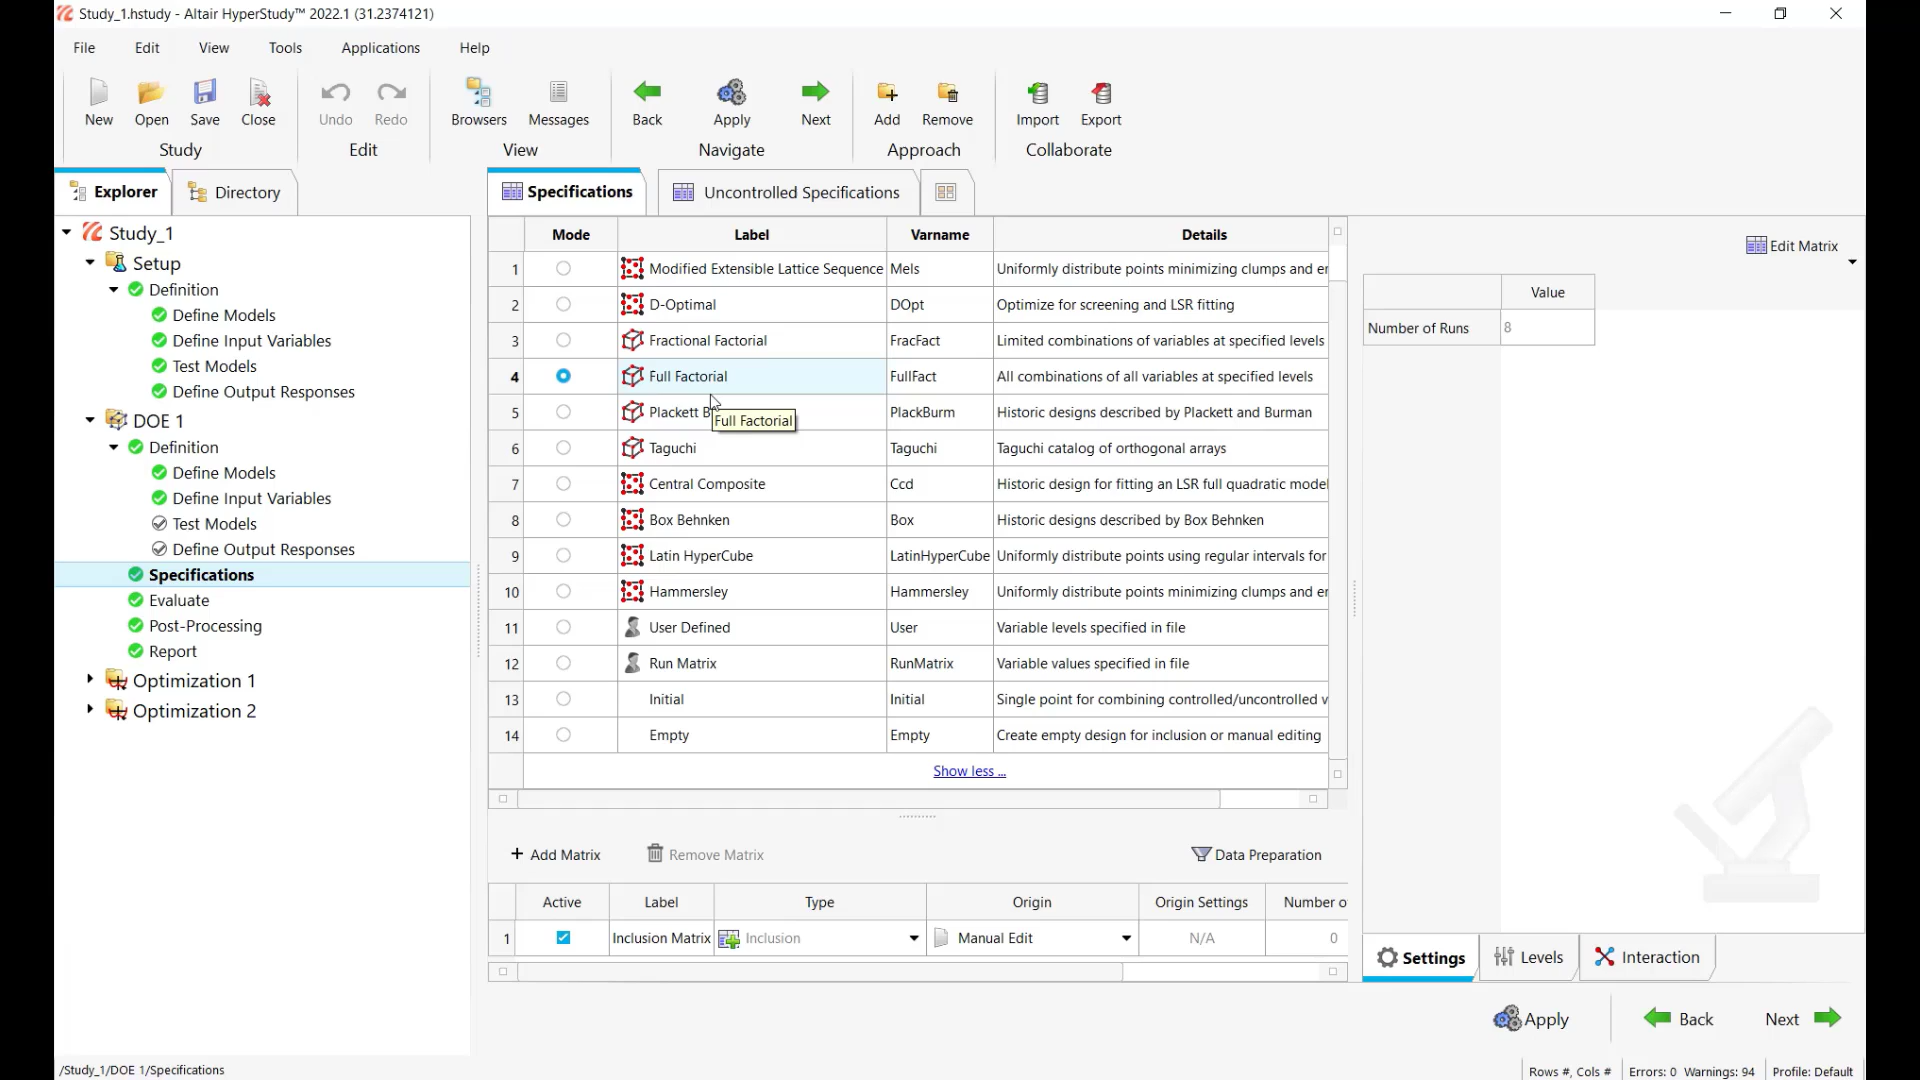 Study_1.hstudy - Altair HyperStudy™ 2022.1 (31.2374121)
File Edit View Tools Applications Help
New Open Save Close Undo Redo Browsers Messages Back Apply Next Add Remove Import Export
Study Edit View Navigate Approach Collaborate
Explorer Directory
Study_1
Setup
Definition
Define Models
Define Input Variables
Test Models
Define Output Responses
DOE 1
Definition
Define Models
Define Input Variables
Test Models
Define Output Responses
Specifications
Evaluate
Post-Processing
Report
Optimization 1
Optimization 2
Specifications Uncontrolled Specifications
Mode Label Varname Details
1 Modified Extensible Lattice Sequence Mels Uniformly distribute points minimizing clumps and er
2 D-Optimal DOpt Optimize for screening and LSR fitting
3 Fractional Factorial FracFact Limited combinations of variables at specified levels
4 Full Factorial FullFact All combinations of all variables at specified levels
5 Plackett B PlackBurm Historic designs described by Plackett and Burman
Full Factorial
6 Taguchi Taguchi Taguchi catalog of orthogonal arrays
7 Central Composite Ccd Historic design for fitting an LSR full quadratic model
8 Box Behnken Box Historic designs described by Box Behnken
9 Latin HyperCube LatinHyperCube Uniformly distribute points using regular intervals for
10 Hammersley Hammersley Uniformly distribute points minimizing clumps and er
11 User Defined User Variable levels specified in file
12 Run Matrix RunMatrix Variable values specified in file
13 Initial Initial Single point for combining controlled/uncontrolled v
14 Empty Empty Create empty design for inclusion or manual editing
Show less ...
+ Add Matrix Remove Matrix Data Preparation
Active Label Type Origin Origin Settings Number o
1 Inclusion Matrix Inclusion Manual Edit N/A 0
Edit Matrix
Value
Number of Runs 8
Settings Levels Interaction
Apply Back Next
/Study_1/DOE 1/Specifications
Rows #, Cols # Errors: 0 Warnings: 94 Profile: Default